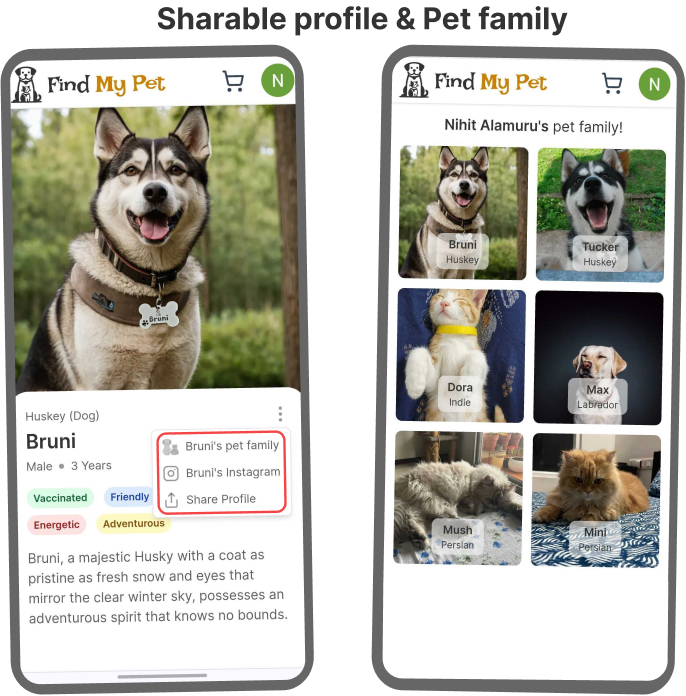 Sharable profile & Pet family
Find My Pet
N
Bruni
Huskey (Dog)
Bruni
Male • 3 Years
Bruni's pet family
Bruni's Instagram
Share Profile
Vaccinated
Friendly
Energetic
Adventurous
Bruni, a majestic Husky with a coat as
pristine as fresh snow and eyes that
mirror the clear winter sky, possesses an
adventurous spirit that knows no bounds.
Find My Pet
N
Nihit Alamuru's pet family!
Bruni
Huskey
Tucker
Huskey
Dora
Indie
Max
Labrador
Mush
Persian
Mini
Persian